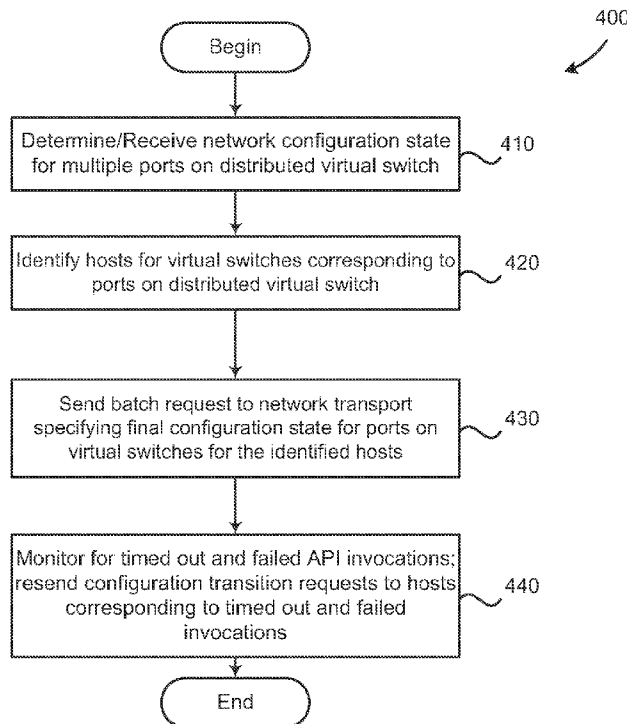 Begin
400
Determine/Receive network configuration state
for multiple ports on distributed virtual switch
410
Identify hosts for virtual switches corresponding to
ports on distributed virtual switch
420
Send batch request to network transport
specifying final configuration state for ports on
virtual switches for the identified hosts
430
Monitor for timed out and failed API invocations;
resend configuration transition requests to hosts
corresponding to timed out and failed
invocations
440
End